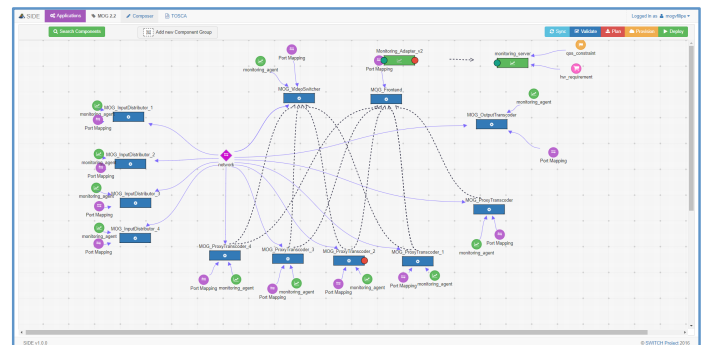 SIDE Applications MOG 2.2 Composer TOSCA Logged in as: mogvfilipe
Search Components Add new Component Group Sync Validate Plan Provision Deploy
Port Mapping
monitoring_agent
Monitoring_Adapter_v2
Port Mapping
monitoring_server
qos_constraint
hw_requirement
MOG_VideoSwitcher
MOG_Frontend
monitoring_agent
MOG_OutputTranscoder
Port Mapping
MOG_InputDistributor_1
monitoring_agent
Port Mapping
MOG_InputDistributor_2
monitoring_agent
Port Mapping
network
MOG_InputDistributor_3
monitoring_agent
Port Mapping
MOG_InputDistributor_4
monitoring_agent
Port Mapping
MOG_ProxyTranscoder
Port Mapping
monitoring_agent
MOG_ProxyTranscoder_4
Port Mapping
monitoring_agent
MOG_ProxyTranscoder_3
Port Mapping
monitoring_agent
MOG_ProxyTranscoder_2
Port Mapping
monitoring_agent
MOG_ProxyTranscoder_1
Port Mapping
monitoring_agent
SIDE v1.0.0 © SWITCH Project 2016